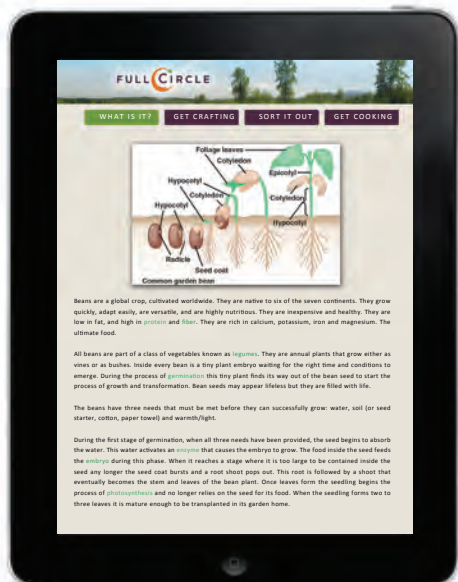 FULL CIRCLE
WHAT IS IT? GET CRAFTING SORT IT OUT GET COOKING
Foliage leaves
Cotyledon
Epicotyl
Hypocotyl
Cotyledon
Cotyledon
Hypocotyl
Hypocotyl
Radicle
Seed coat
Common garden bean
Beans are a global crop, cultivated worldwide. They are native to six of the seven continents. They grow
quickly, adapt easily, are versatile, and are highly nutritious. They are inexpensive and healthy. They are
low in fat, and high in protein and fiber. They are rich in calcium, potassium, iron and magnesium. The
ultimate food.
All beans are part of a class of vegetables known as legumes. They are annual plants that grow either as
vines or as bushes. Inside every bean is a tiny plant embryo waiting for the right time and conditions to
emerge. During the process of germination this tiny plant finds its way out of the bean seed to start the
process of growth and transformation. Bean seeds may appear lifeless but they are filled with life.
The beans have three needs that must be met before they can successfully grow: water, soil (or seed
starter, cotton, paper towel) and warmth/light.
During the first stage of germination, when all three needs have been provided, the seed begins to absorb
the water. This water activates an enzyme that causes the embryo to grow. The food inside the seed feeds
the embryo during this phase. When it reaches a stage where it is too large to be contained inside the
seed any longer the seed coat bursts and a root shoot pops out. This root is followed by a shoot that
eventually becomes the stem and leaves of the bean plant. Once leaves form the seedling begins the
process of photosynthesis and no longer relies on the seed for its food. When the seedling forms two to
three leaves it is mature enough to be transplanted in its garden home.